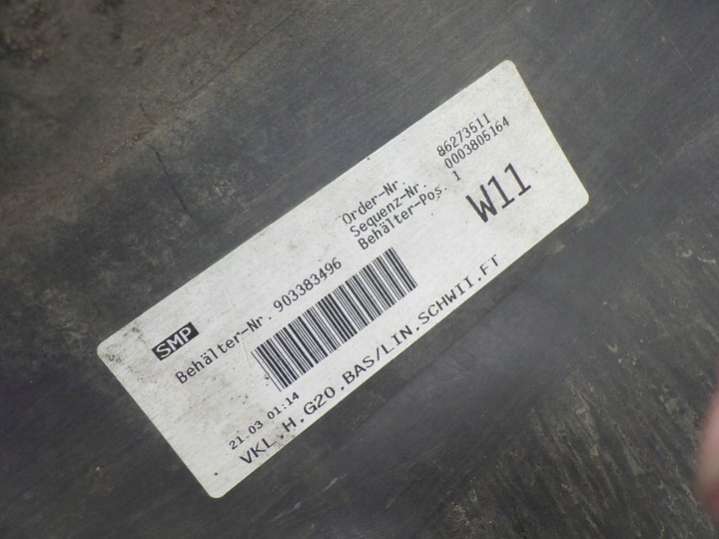 Order-Nr. 86273511
Sequenz-Nr. 0003805164
Behälter-Pos. 1
W11
SMP
Behälter-Nr. 903383496
21.03 01:14
VKL.H.G20.BAS/LIN.SCHWII.FT